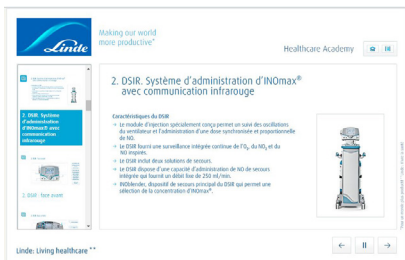 Linde
Making our world
more productive"
Healthcare Academy
2. DSIR. Système d'administration d'INOmax®
avec communication infrarouge
2. DSIR. Système
d'administration
d'INOmax® avec
communication
infrarouge
2. DSIR - face avant
Caractéristiques du DSIR
Le module d'injection spécialement conçu permet un suivi des oscillations
du ventilateur et l'administration d'une dose synchronisée et proportionnelle
de NO.
Le DSIR fournit une surveillance intégrée continue de l'O₂, du NO₂ et du
NO inspirés.
Le DSIR inclut deux solutions de secours.
Le DSIR dispose d'une capacité d'administration de NO de secours
intégrée qui fournit un débit fixe de 250 ml/min.
INOblender, dispositif de secours principal du DSIR qui permet une
sélection de la concentration d'INOmax®.
Linde: Living healthcare